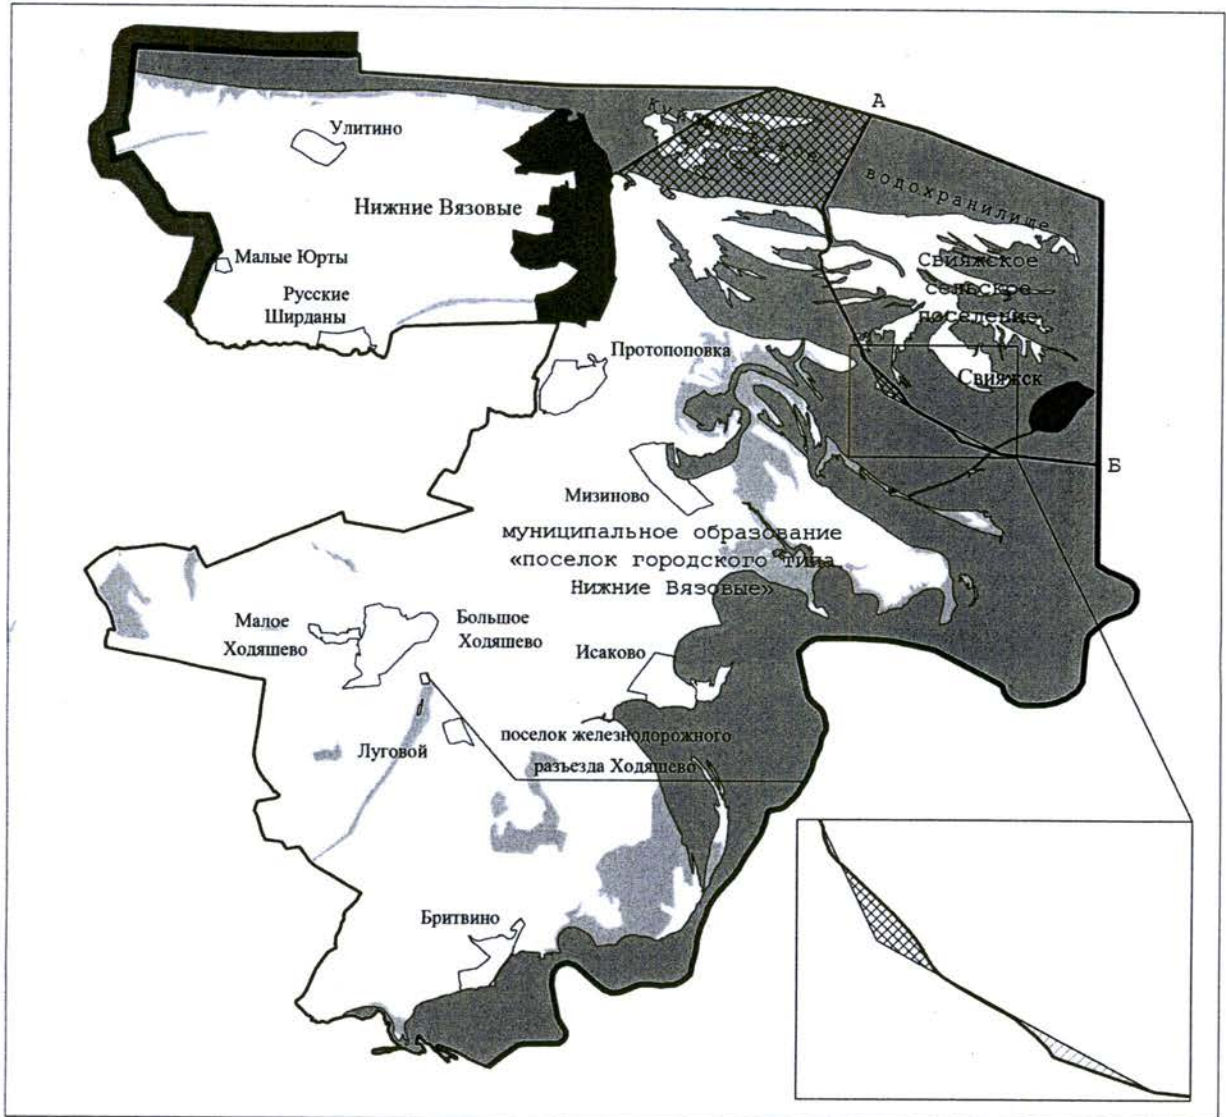 А
Куйбышевское
водохранилище
Улитино
Нижние Вязовые
Малые Юрты
Русские
Ширданы
Свияжское
сельское
поселение
Протопоповка
Свияжск
Б
Мизиново
муниципальное образование
«поселок городского типа
Нижние Вязовые»
Малое
Ходяшево
Большое
Ходяшево
Исаково
Луговой
поселок железнодорожного
разъезда Ходяшево
Бритвино